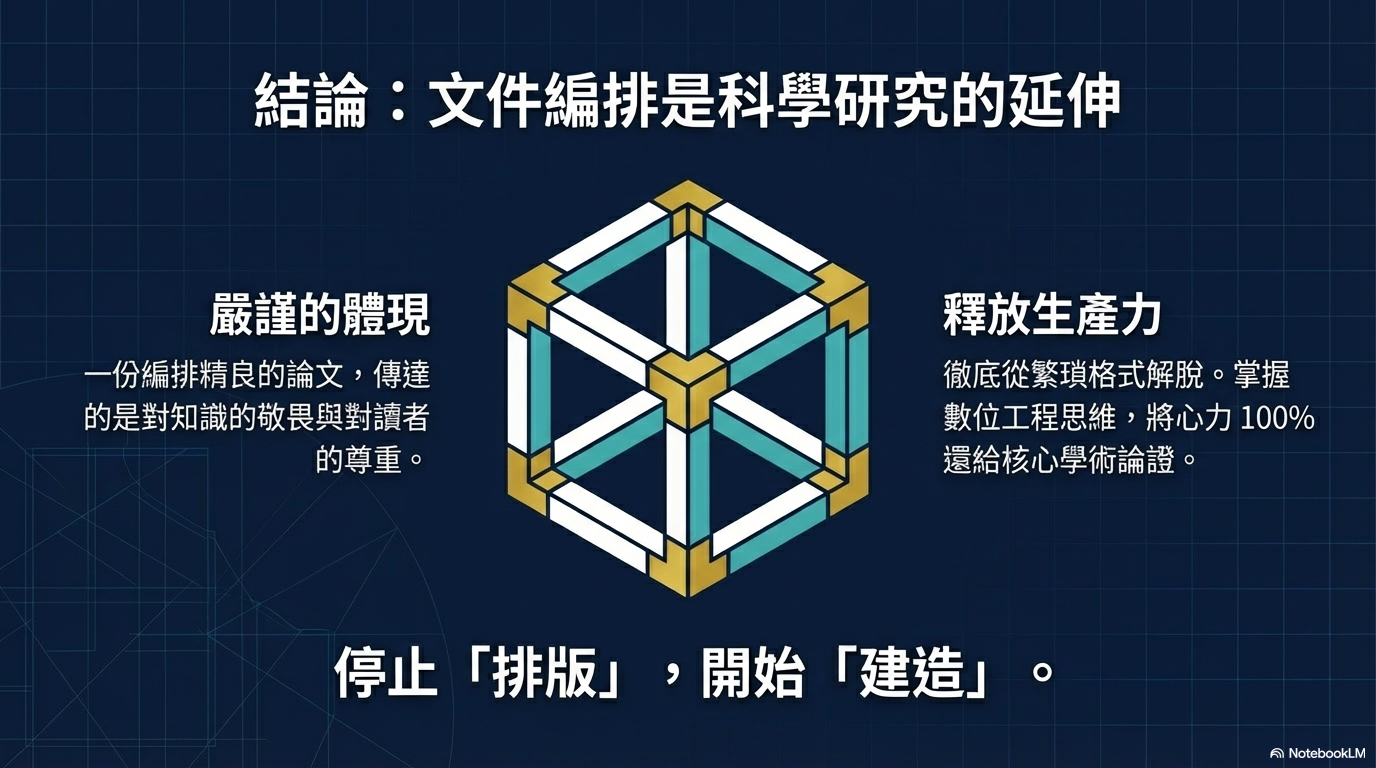 結論：文件編排是科學研究的延伸
嚴謹的體現
一份編排精良的論文，傳達
的是對知識的敬畏與對讀者
的尊重。
釋放生產力
徹底從繁瑣格式解脫。掌握
數位工程思維，將心力 100%
還給核心學術論證。
停止「排版」，開始「建造」。
NotebookLM